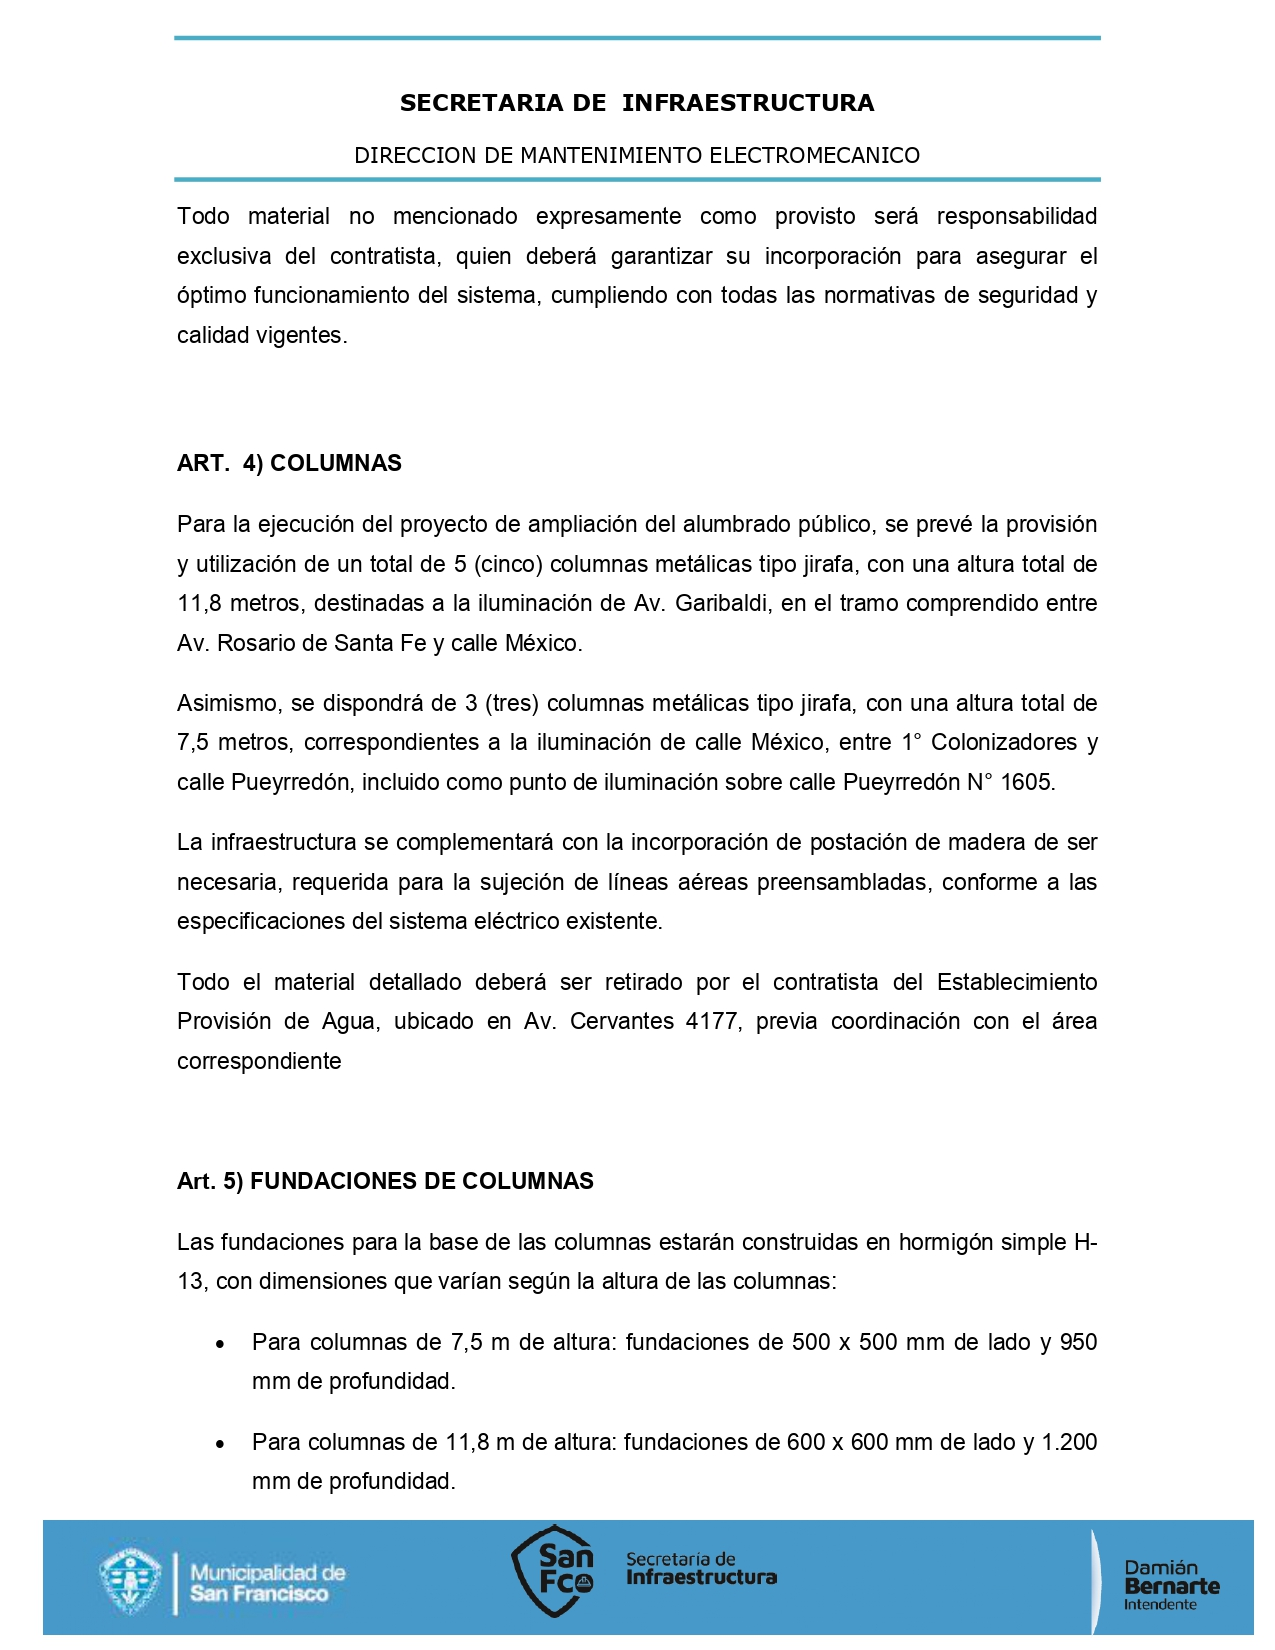 SECRETARIA DE INFRAESTRUCTURA
DIRECCION DE MANTENIMIENTO ELECTROMECANICO
Todo material no mencionado expresamente como provisto será responsabilidad
exclusiva del contratista, quien deberá garantizar su incorporación para asegurar el
óptimo funcionamiento del sistema, cumpliendo con todas las normativas de seguridad y
calidad vigentes.
ART. 4) COLUMNAS
Para la ejecución del proyecto de ampliación del alumbrado público, se prevé la provisión
y utilización de un total de 5 (cinco) columnas metálicas tipo jirafa, con una altura total de
11,8 metros, destinadas a la iluminación de Av. Garibaldi, en el tramo comprendido entre
Av. Rosario de Santa Fe y calle México.
Asimismo, se dispondrá de 3 (tres) columnas metálicas tipo jirafa, con una altura total de
7,5 metros, correspondientes a la iluminación de calle México, entre 1° Colonizadores y
calle Pueyrredón, incluido como punto de iluminación sobre calle Pueyrredón N° 1605.
La infraestructura se complementará con la incorporación de postación de madera de ser
necesaria, requerida para la sujeción de líneas aéreas preensambladas, conforme a las
especificaciones del sistema eléctrico existente.
Todo el material detallado deberá ser retirado por el contratista del Establecimiento
Provisión de Agua, ubicado en Av. Cervantes 4177, previa coordinación con el área
correspondiente
Art. 5) FUNDACIONES DE COLUMNAS
Las fundaciones para la base de las columnas estarán construidas en hormigón simple H-
13, con dimensiones que varían según la altura de las columnas:
• Para columnas de 7,5 m de altura: fundaciones de 500 x 500 mm de lado y 950
mm de profundidad.
• Para columnas de 11,8 m de altura: fundaciones de 600 x 600 mm de lado y 1.200
mm de profundidad.
Municipalidad de
San Francisco
San
Fco
Secretaría de
Infraestructura
Damián
Bernarte
Intendente